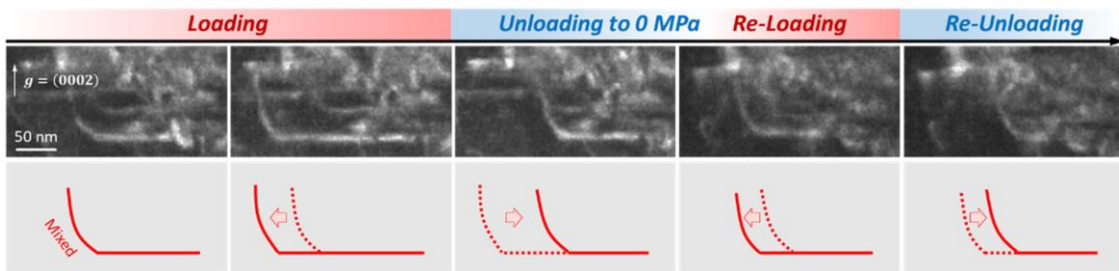 Loading
Unloading to 0 MPa
Re-Loading
Re-Unloading
g = (0002)
50 nm
Mixed